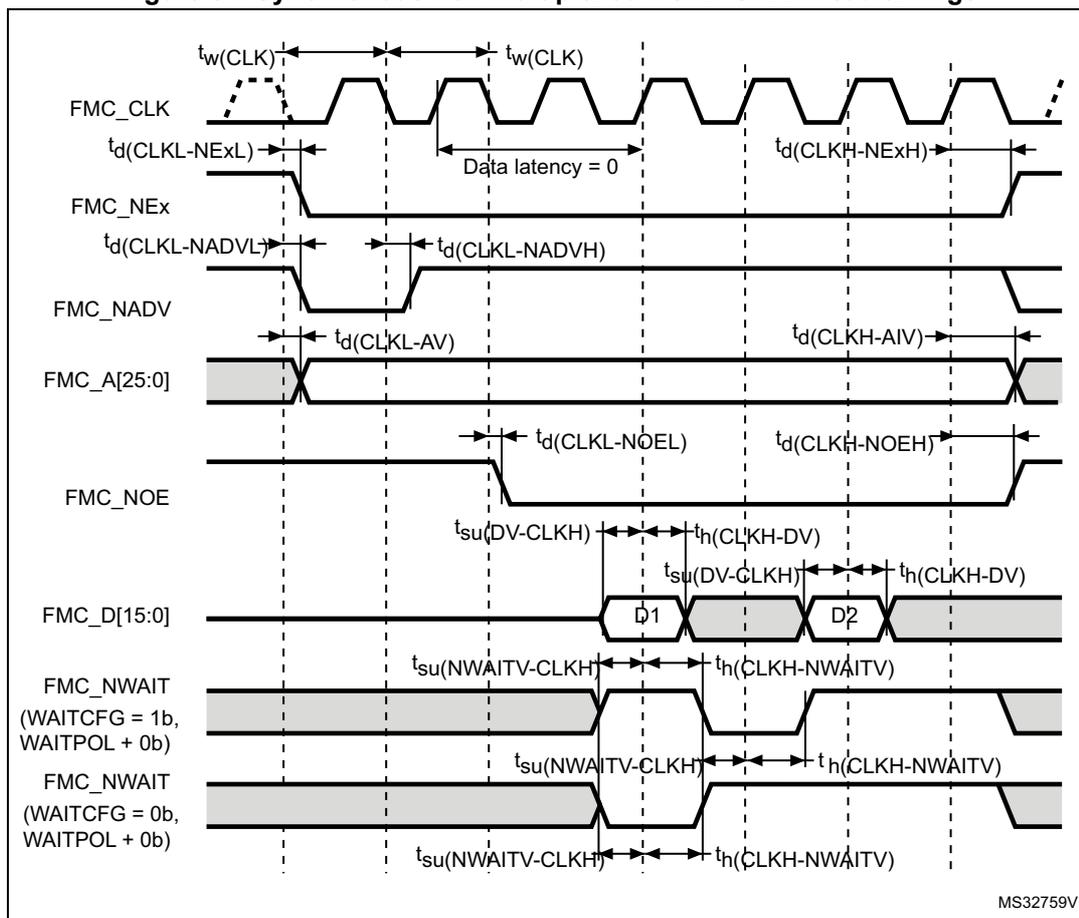 tw(CLK)
tw(CLK)
FMC_CLK
td(CLKL-NExL)
Data latency = 0
td(CLKH-NExH)
FMC_NEx
td(CLKL-NADVL)
td(CLKL-NADVH)
FMC_NADV
td(CLKL-AV)
td(CLKH-AIV)
FMC_A[25:0]
td(CLKL-NOEL)
td(CLKH-NOEH)
FMC_NOE
tsu(DV-CLKH)
th(CLKH-DV)
tsu(DV-CLKH)
th(CLKH-DV)
FMC_D[15:0]
D1
D2
tsu(NWAITV-CLKH)
th(CLKH-NWAITV)
FMC_NWAIT
(WAITCFG = 1b,
WAITPOL + 0b)
tsu(NWAITV-CLKH)
th(CLKH-NWAITV)
FMC_NWAIT
(WAITCFG = 0b,
WAITPOL + 0b)
tsu(NWAITV-CLKH)
th(CLKH-NWAITV)
MS32759V